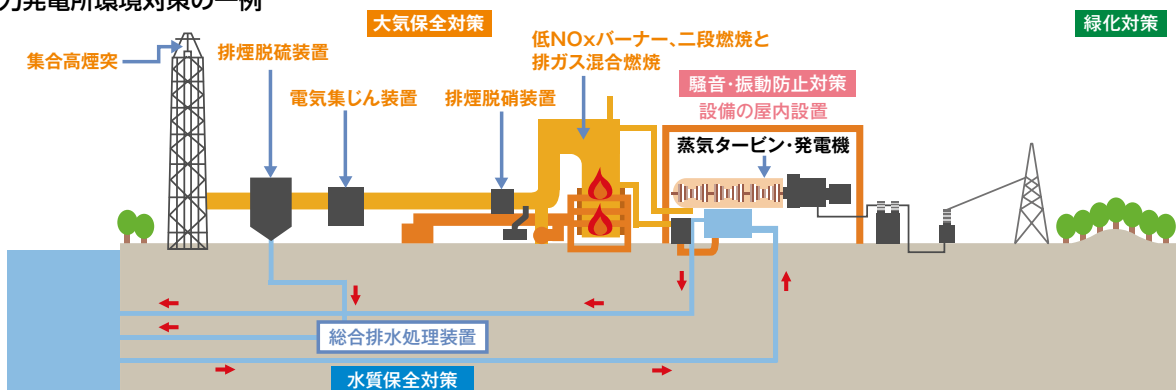 力発電所環境対策の一例
大気保全対策
緑化対策
集合高煙突
排煙脱硫装置
電気集じん装置
排煙脱硝装置
低NOxバーナー、二段燃焼と
排ガス混合燃焼
騒音・振動防止対策
設備の屋内設置
蒸気タービン・発電機
総合排水処理装置
水質保全対策